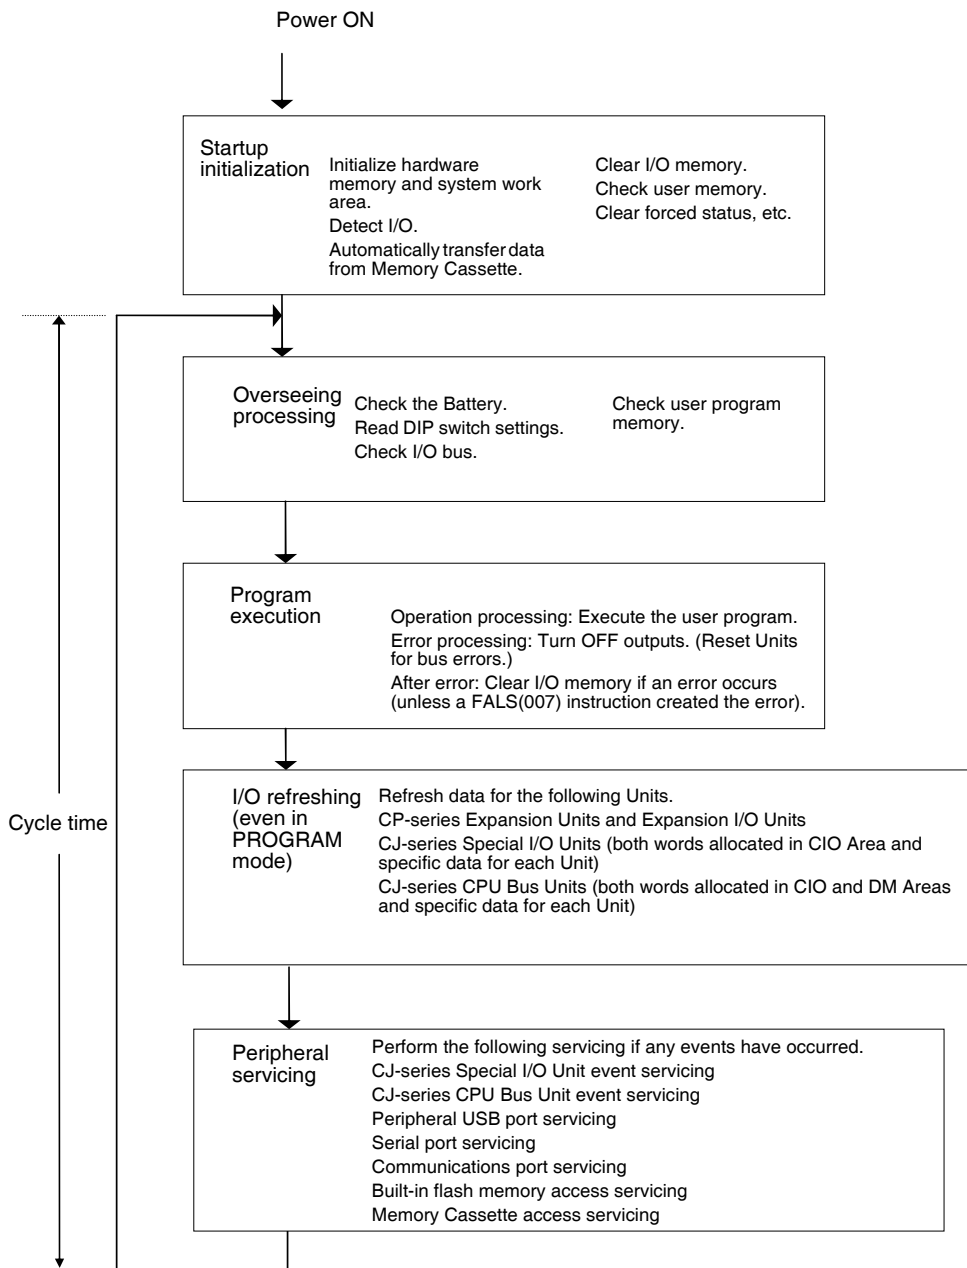 Power ON
Startup
initialization
Initialize hardware
memory and system work
area.
Detect I/O.
Automatically transfer data
from Memory Cassette.
Clear I/O memory.
Check user memory.
Clear forced status, etc.
Overseeing
processing
Check the Battery.
Read DIP switch settings.
Check I/O bus.
Check user program
memory.
Program
execution
Operation processing: Execute the user program.
Error processing: Turn OFF outputs. (Reset Units
for bus errors.)
After error: Clear I/O memory if an error occurs
(unless a FALS(007) instruction created the error).
Cycle time
I/O refreshing
(even in
PROGRAM
mode)
Refresh data for the following Units.
CP-series Expansion Units and Expansion I/O Units
CJ-series Special I/O Units (both words allocated in CIO Area and
specific data for each Unit)
CJ-series CPU Bus Units (both words allocated in CIO and DM Areas
and specific data for each Unit)
Peripheral
servicing
Perform the following servicing if any events have occurred.
CJ-series Special I/O Unit event servicing
CJ-series CPU Bus Unit event servicing
Peripheral USB port servicing
Serial port servicing
Communications port servicing
Built-in flash memory access servicing
Memory Cassette access servicing